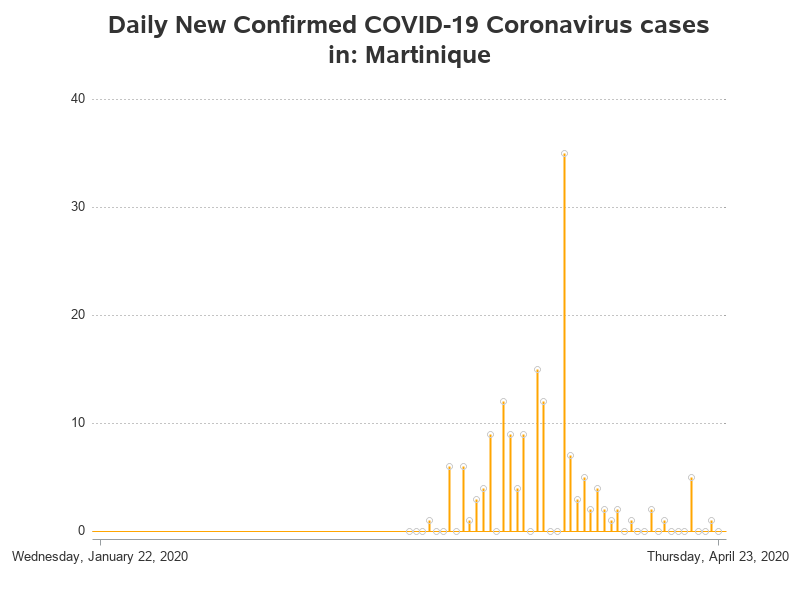 Daily New Confirmed COVID-19 Coronavirus cases
in: Martinique
40
30
20
10
0
Wednesday, January 22, 2020
Thursday, April 23, 2020